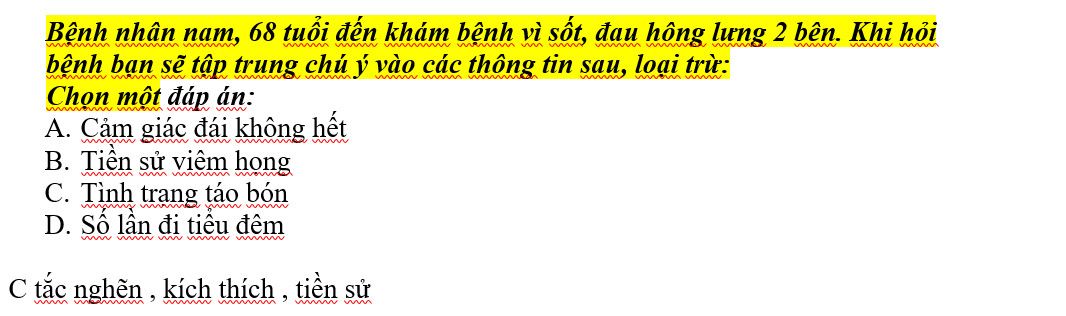 Bệnh nhân nam, 68 tuổi đến khám bệnh vì sốt, đau hông lưng 2 bên. Khi hỏi
bệnh bạn sẽ tập trung chú ý vào các thông tin sau, loại trừ:
Chọn một đáp án:
A. Cảm giác đái không hết
B. Tiền sử viêm họng
C. Tình trạng táo bón
D. Số lần đi tiểu đêm
C tắc nghẽn , kích thích , tiền sử